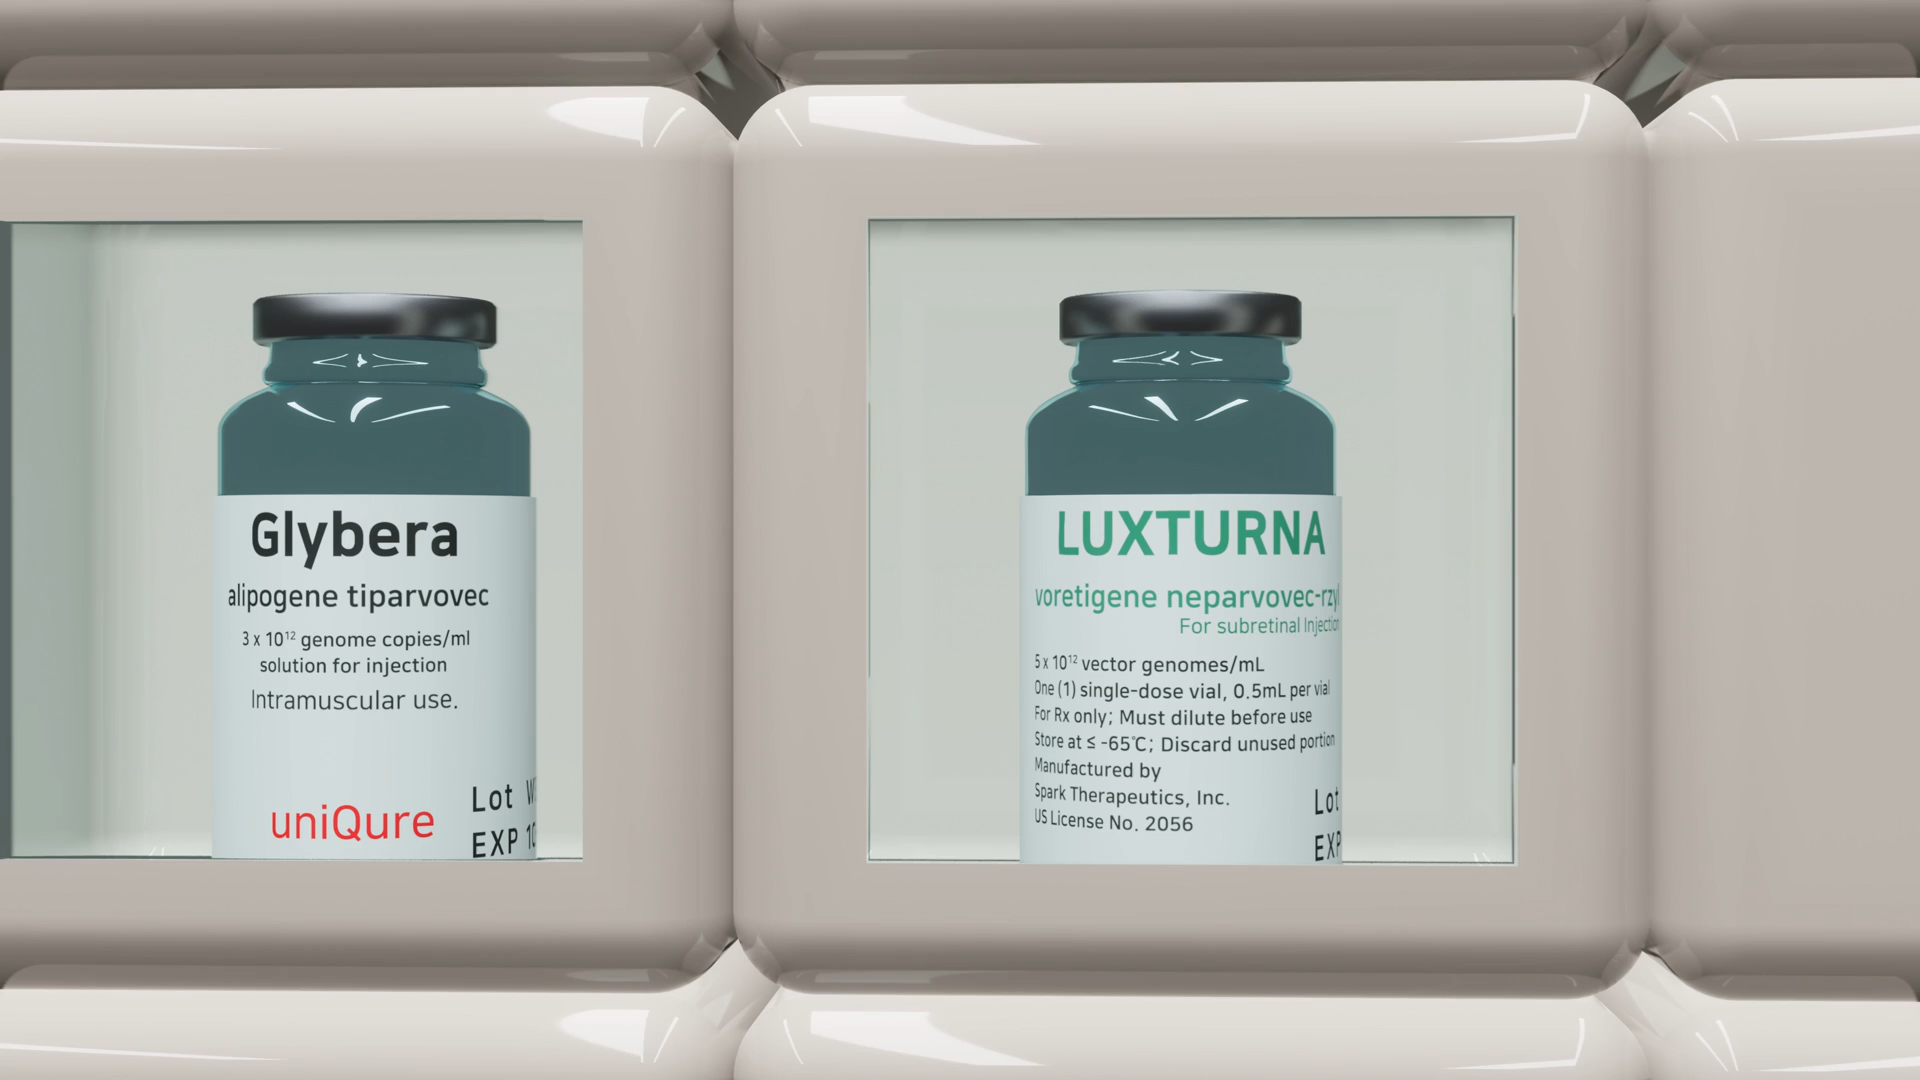 Glybera
alipogene tiparvovec
3 x 10¹² genome copies/ml
solution for injection
Intramuscular use.
uniQure
Lot
EXP
LUXTURNA
voretigene neparvovec-rzyl
For subretinal Injection
5 x 10¹² vector genomes/mL
One (1) single-dose vial, 0.5mL per vial
For Rx only; Must dilute before use
Store at ≤ -65°C; Discard unused portion
Manufactured by
Spark Therapeutics, Inc.
US License No. 2056
Lot
EXP